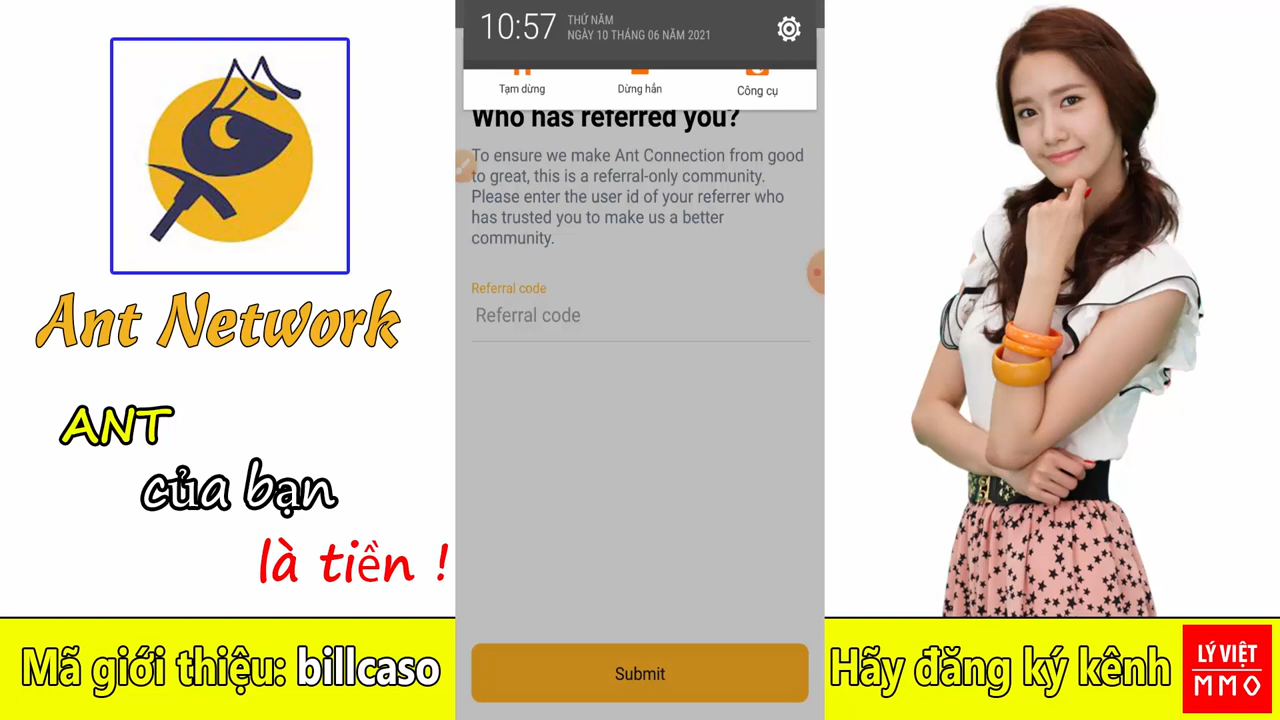 Ant Network
ANT
của bạn
là tiền !
Mã giới thiệu: billcaso
10:57
THỨ NĂM
NGÀY 10 THÁNG 06 NĂM 2021
Tạm dừng
Dừng hẳn
Công cụ
Who has referred you?
To ensure we make Ant Connection from good
to great, this is a referral-only community.
Please enter the user id of your referrer who
has trusted you to make us a better
community.
Referral code
Referral code
Submit
Hãy đăng ký kênh
LÝ VIỆT
MMO